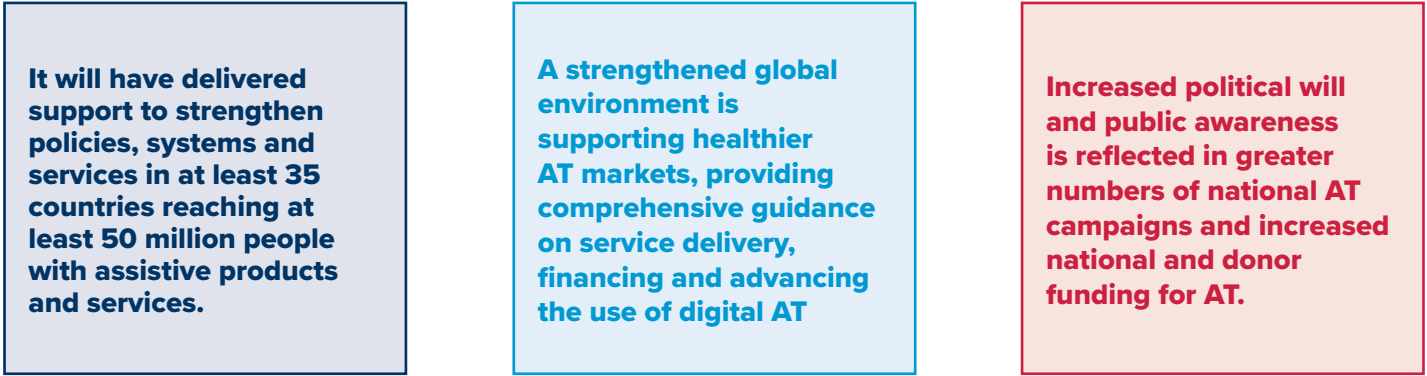 It will have delivered
support to strengthen
policies, systems and
services in at least 35
countries reaching at
least 50 million people
with assistive products
and services.
A strengthened global
environment is
supporting healthier
AT markets, providing
comprehensive guidance
on service delivery,
financing and advancing
the use of digital AT
Increased political will
and public awareness
is reflected in greater
numbers of national AT
campaigns and increased
national and donor
funding for AT.